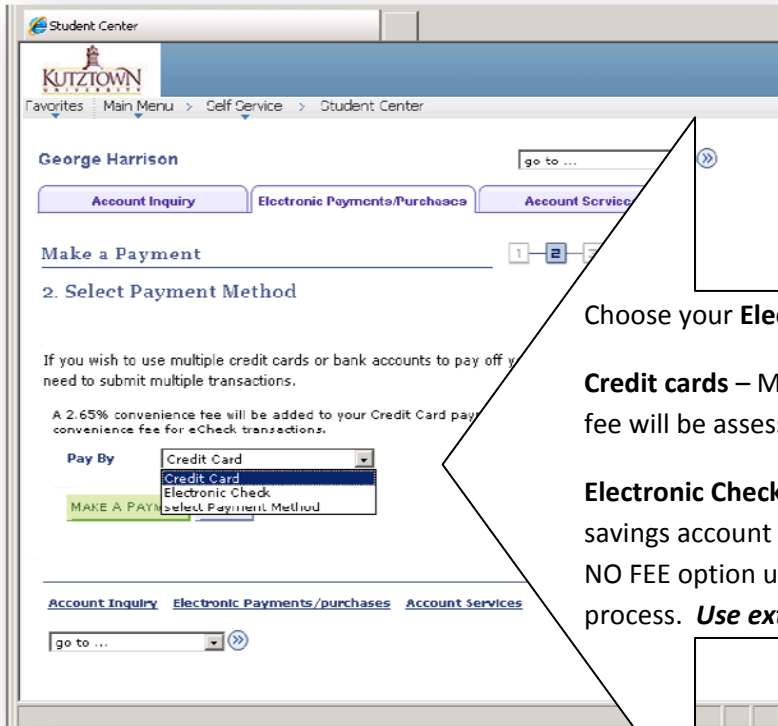 Student Center
KUTZTOWN
UNIVERSITY
Favorites Main Menu > Self Service > Student Center
George Harrison
go to ...
Account Inquiry Electronic Payments/Purchases Account Service
Make a Payment
1 2
2. Select Payment Method
If you wish to use multiple credit cards or bank accounts to pay off y
need to submit multiple transactions.
A 2.65% convenience fee will be added to your Credit Card pay
convenience fee for eCheck transactions.
Pay By Credit Card
Credit Card
Electronic Check
Select Payment Method
MAKE A PAYM
Account Inquiry Electronic Payments/purchases Account Services
go to ...
Choose your Ele
Credit cards – M
fee will be asses
Electronic Check
savings account
NO FEE option u
process. Use ext